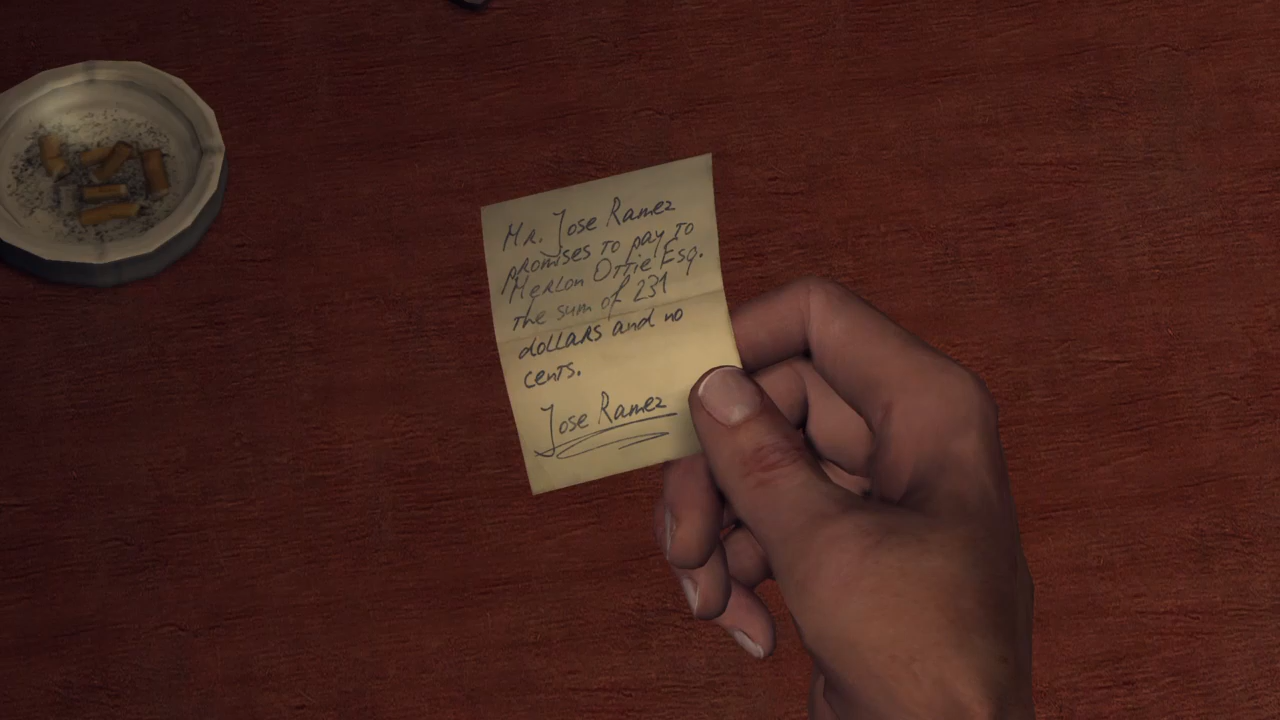 Mr. Jose Ramez
promises to pay to
Merlon Ottie Esq.
the sum of 231
dollars and no
cents.
Jose Ramez